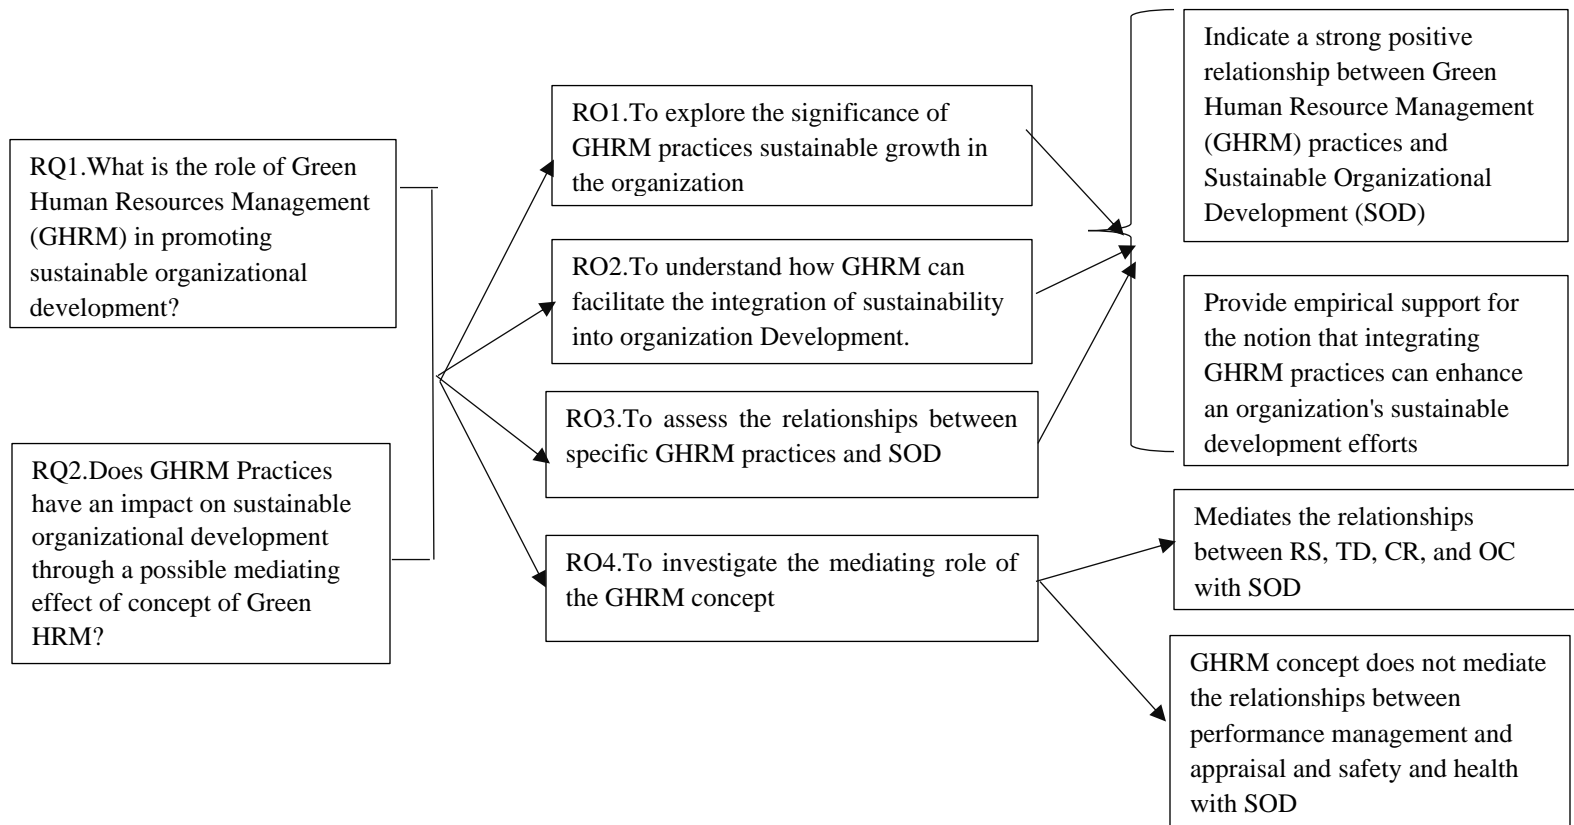 RQ1.What is the role of Green
Human Resources Management
(GHRM) in promoting
sustainable organizational
development?
RQ2.Does GHRM Practices
have an impact on sustainable
organizational development
through a possible mediating
effect of concept of Green
HRM?
RO1.To explore the significance of
GHRM practices sustainable growth in
the organization
RO2.To understand how GHRM can
facilitate the integration of sustainability
into organization Development.
RO3.To assess the relationships between
specific GHRM practices and SOD
RO4.To investigate the mediating role of
the GHRM concept
Indicate a strong positive
relationship between Green
Human Resource Management
(GHRM) practices and
Sustainable Organizational
Development (SOD)
Provide empirical support for
the notion that integrating
GHRM practices can enhance
an organization's sustainable
development efforts
Mediates the relationships
between RS, TD, CR, and OC
with SOD
GHRM concept does not mediate
the relationships between
performance management and
appraisal and safety and health
with SOD